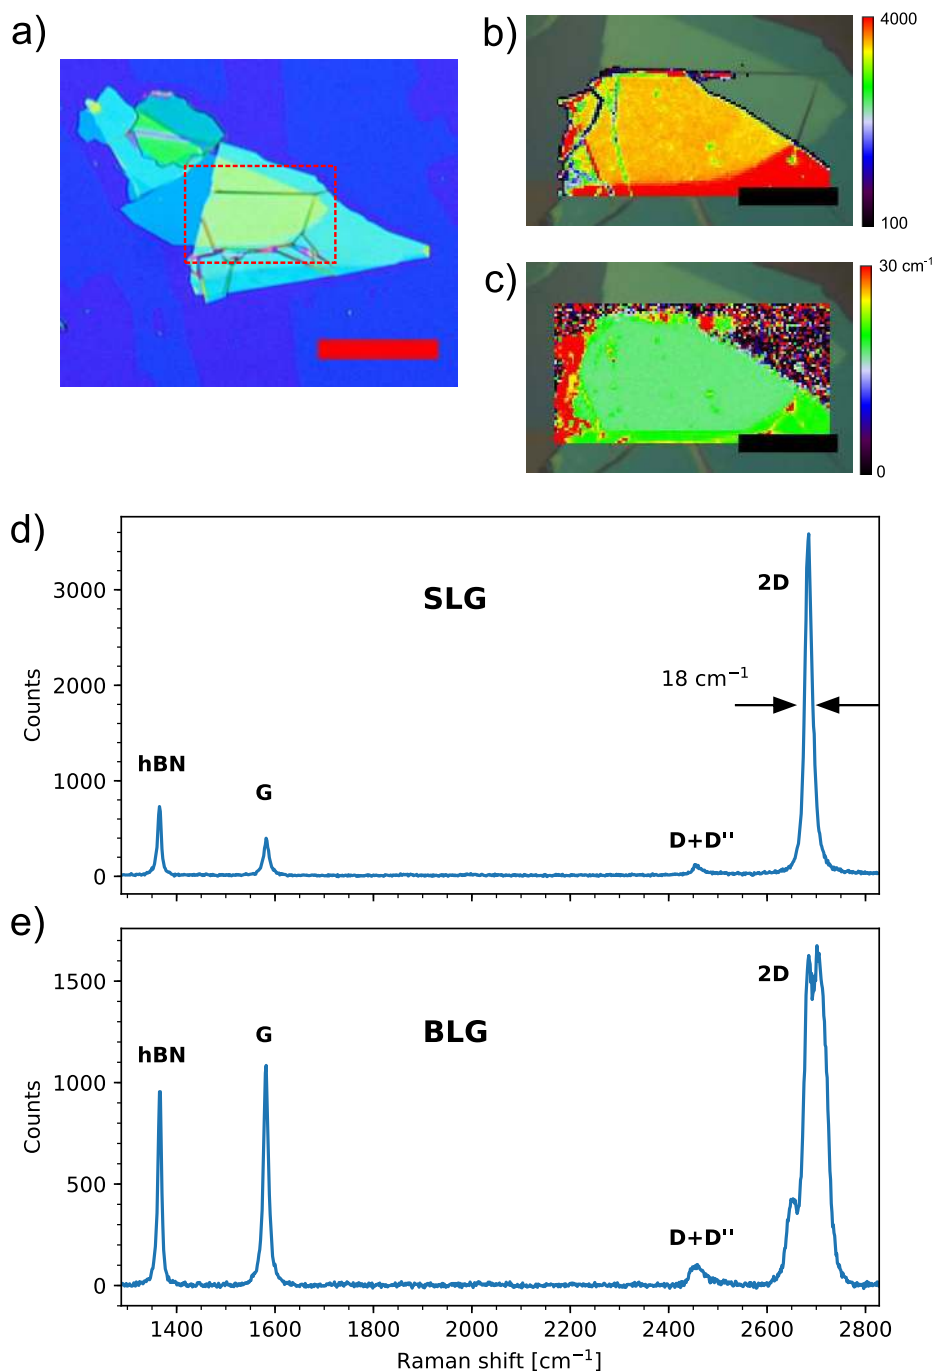 a)
b)
4000
100
c)
30 cm⁻¹
0
d)
SLG
2D
18 cm⁻¹
hBN
G
D+D''
3000
2000
1000
0
Counts
e)
BLG
2D
hBN
G
D+D''
1500
1000
500
0
Counts
1400 1600 1800 2000 2200 2400 2600 2800
Raman shift [cm⁻¹]